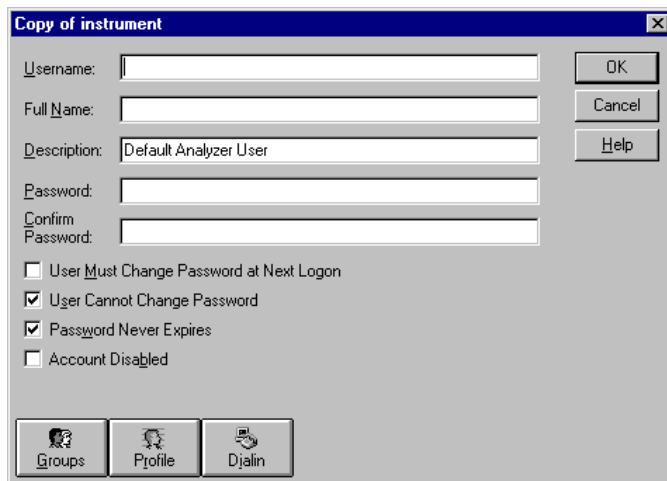 Copy of instrument
Username:
OK
Full Name:
Cancel
Description: Default Analyzer User
Help
Password:
Confirm
Password:
User Must Change Password at Next Logon
User Cannot Change Password
Password Never Expires
Account Disabled
Groups
Profile
Dialin